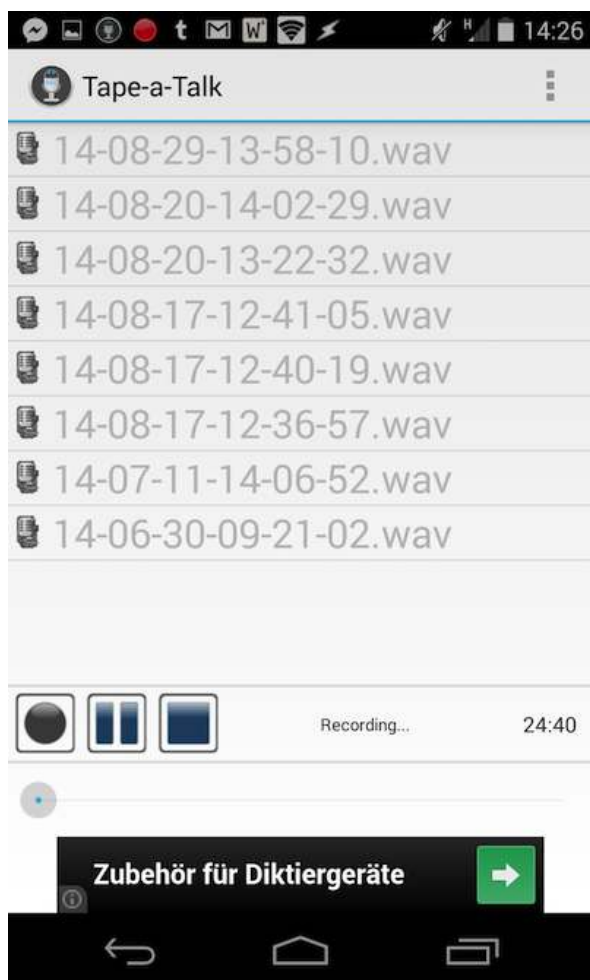 t W H 14:26
Tape-a-Talk
14-08-29-13-58-10.wav
14-08-20-14-02-29.wav
14-08-20-13-22-32.wav
14-08-17-12-41-05.wav
14-08-17-12-40-19.wav
14-08-17-12-36-57.wav
14-07-11-14-06-52.wav
14-06-30-09-21-02.wav
Recording... 24:40
Zubehör für Diktiergeräte